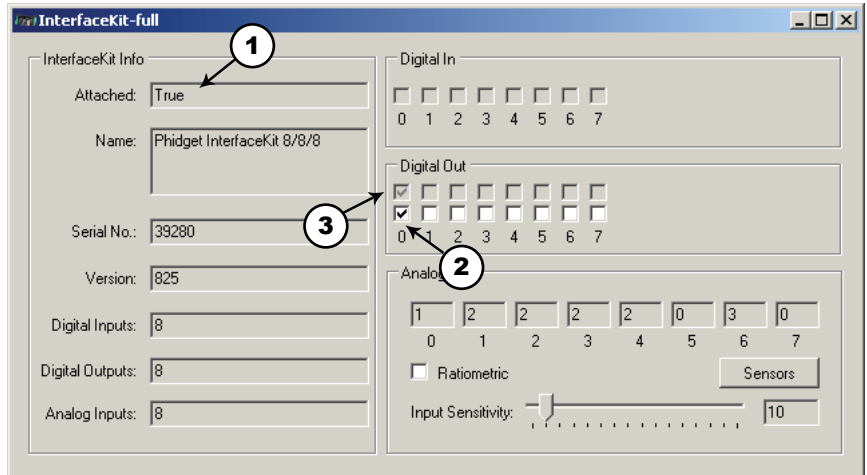 InterfaceKit-full
1
InterfaceKit Info
Attached: True
Name: Phidget InterfaceKit 8/8/8
Serial No.: 39280
Version: 825
Digital Inputs: 8
Digital Outputs: 8
Analog Inputs: 8
Digital In
0 1 2 3 4 5 6 7
Digital Out
3
0 1 2 3 4 5 6 7
2
1 2 2 2 2 0 3 0
0 1 2 3 4 5 6 7
Ratiometric
Sensors
Input Sensitivity: 10